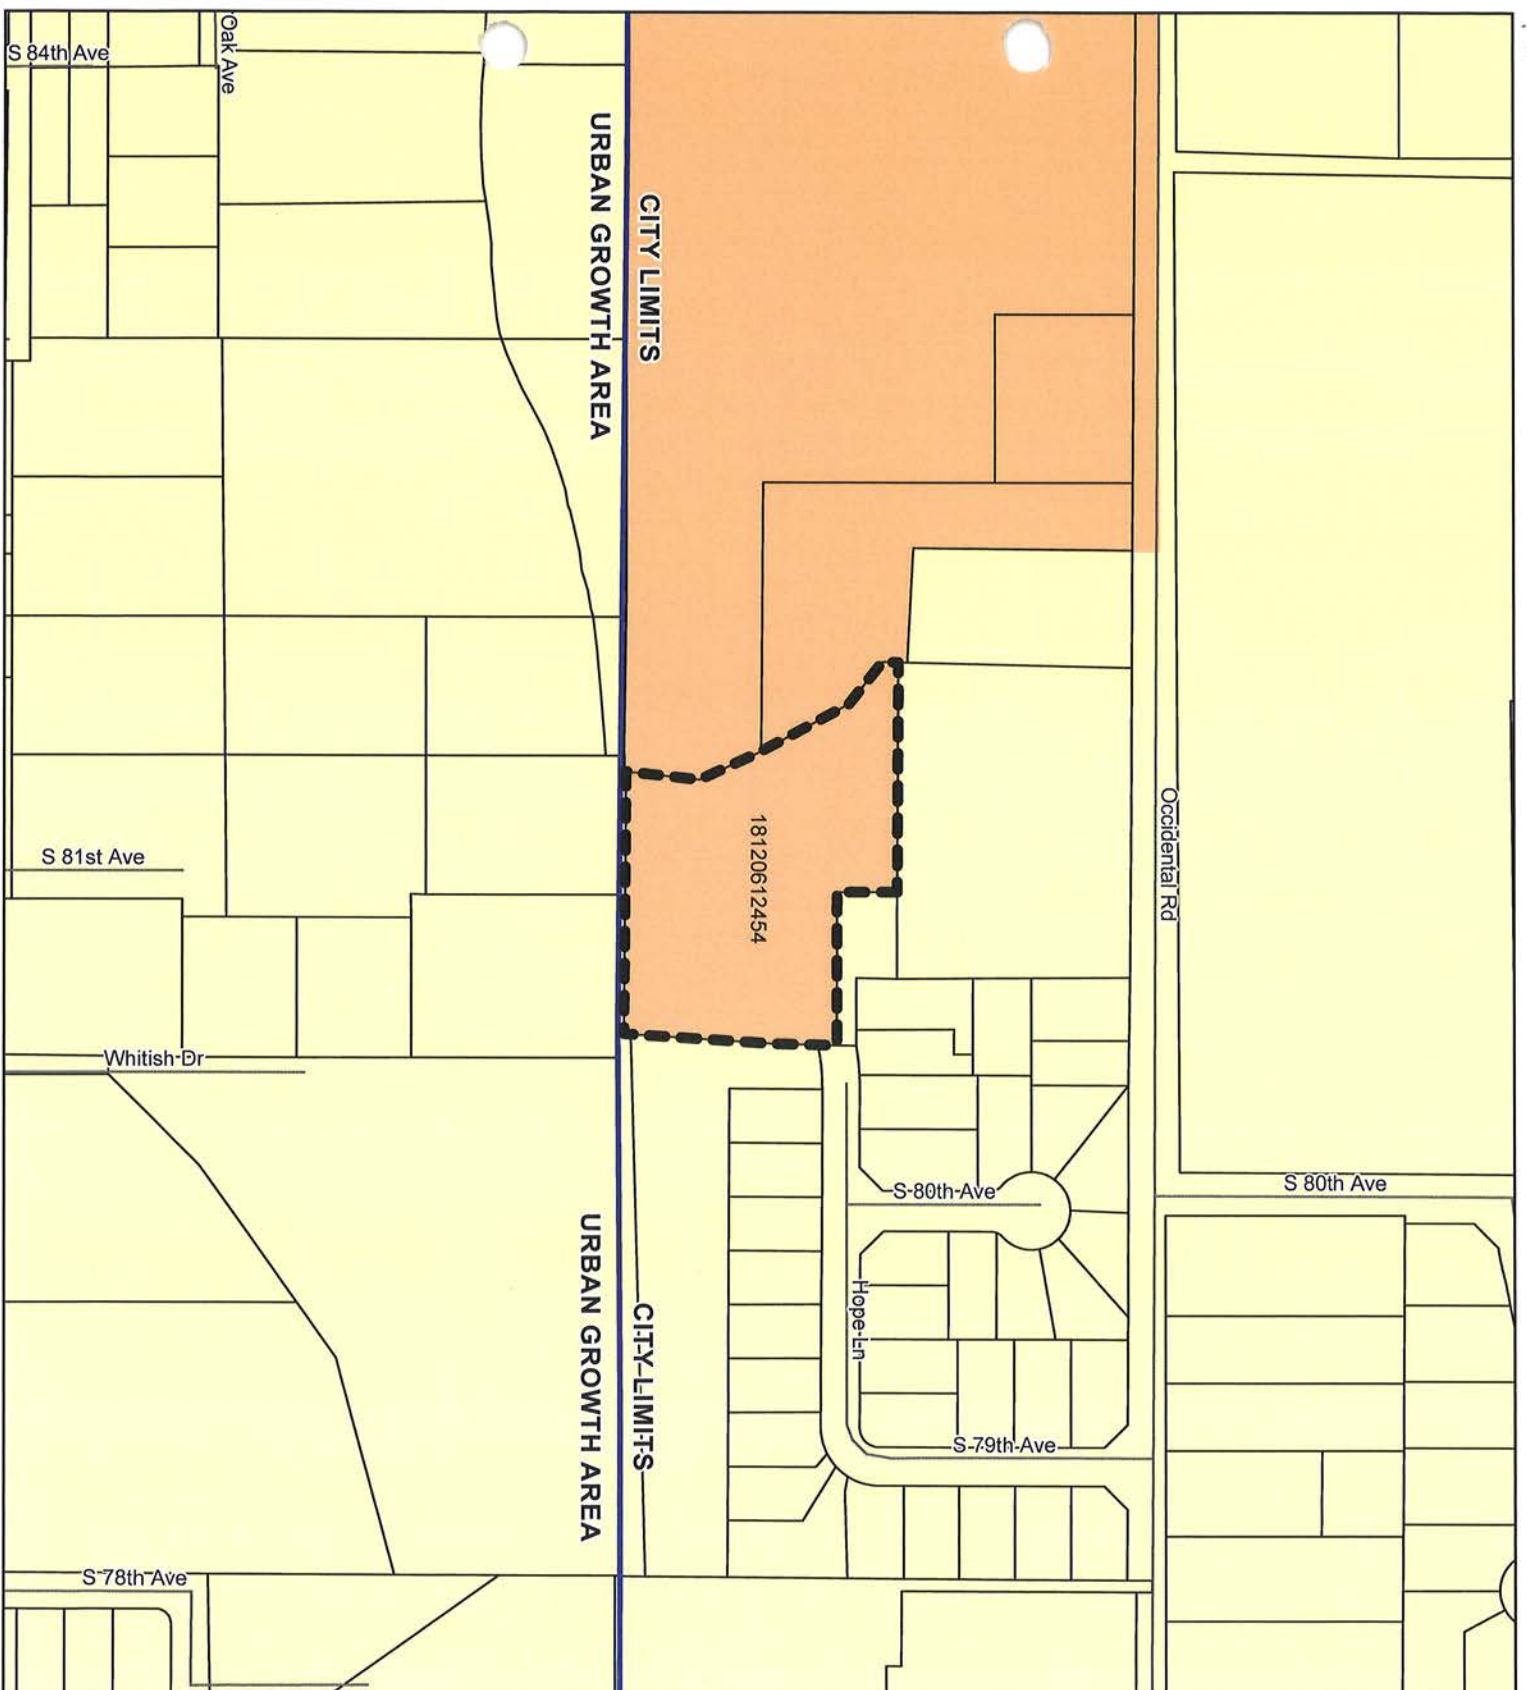 S 84th Ave
Oak Ave
URBAN GROWTH AREA
CITY LIMITS
18120612454
Occidental Rd
S 81st Ave
Whitish Dr
S 80th Ave
S 80th Ave
Hope Ln
URBAN GROWTH AREA
CITY LIMITS
S 79th Ave
S 78th Ave